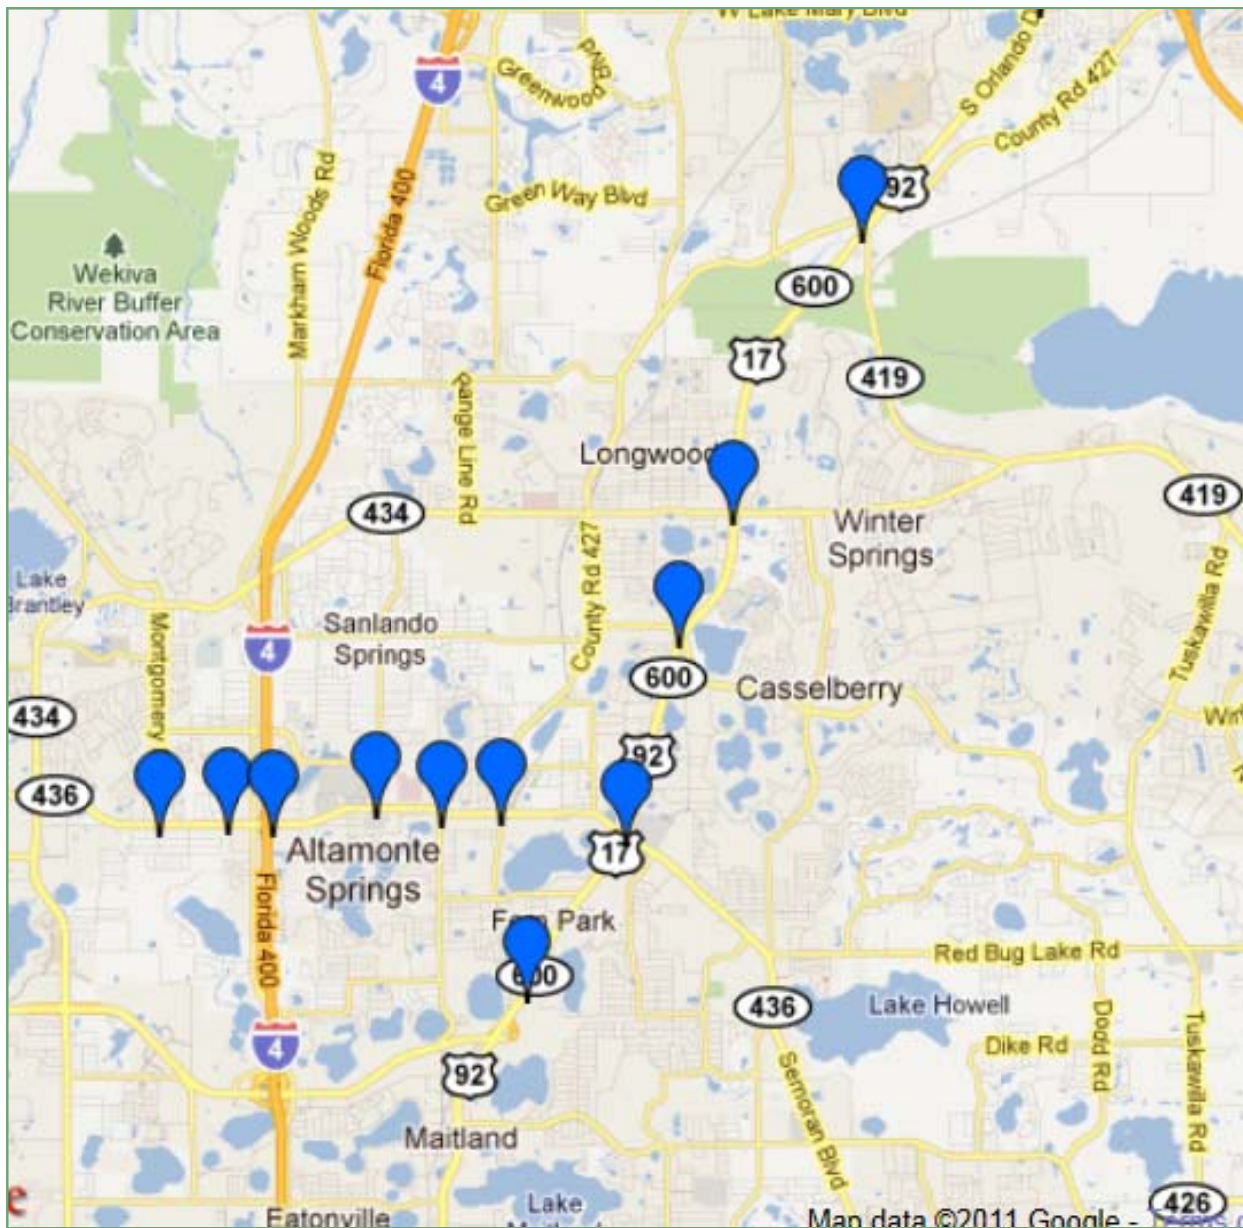 W Lake Mary Blvd
4
Greenwood
Blvd
S Orlando D
County Rd 427
92
Green Way Blvd
Markham Woods Rd
Florida 400
Wekiva
River Buffer
Conservation Area
600
17
419
ange Line Rd
Longwood
434
419
Winter
Springs
Lake
Brantley
County Rd 427
Sanlando
Springs
4
Montgomery
Tuskawilla Rd
600
Casselberry
434
92
436
17
Altamonte
Springs
Florida 400
Fern Park
600
Red Bug Lake Rd
436
Lake Howell
4
Dike Rd
Dodd Rd
Tuskawilla Rd
92
Semoran Blvd
Maitland
426
Lake
Eatonville
Map data ©2011 Google -